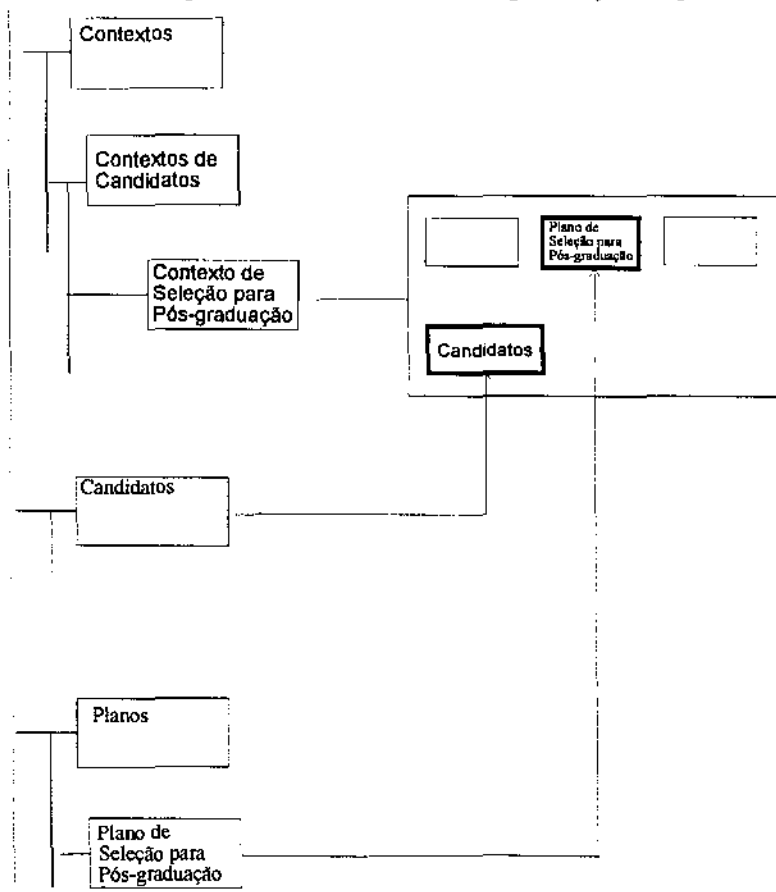 Contextos
Contextos de
Candidatos
Contexto de
Seleção para
Pós-graduação
Plano de
Seleção para
Pós-graduação
Candidatos
Candidatos
Planos
Plano de
Seleção para
Pós-graduação